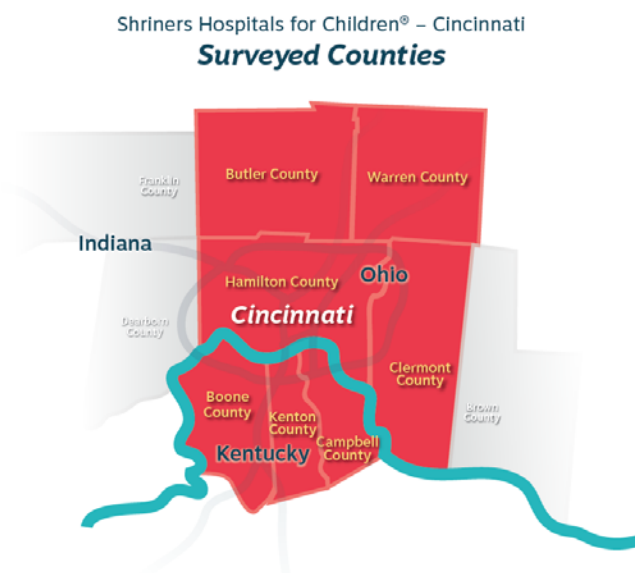 Shriners Hospitals for Children® – Cincinnati
Surveyed Counties
Butler County
Warren County
Franklin
County
Indiana
Ohio
Hamilton County
Cincinnati
Dearborn
County
Clermont
County
Boone
County
Brown
County
Kenton
County
Campbell
County
Kentucky